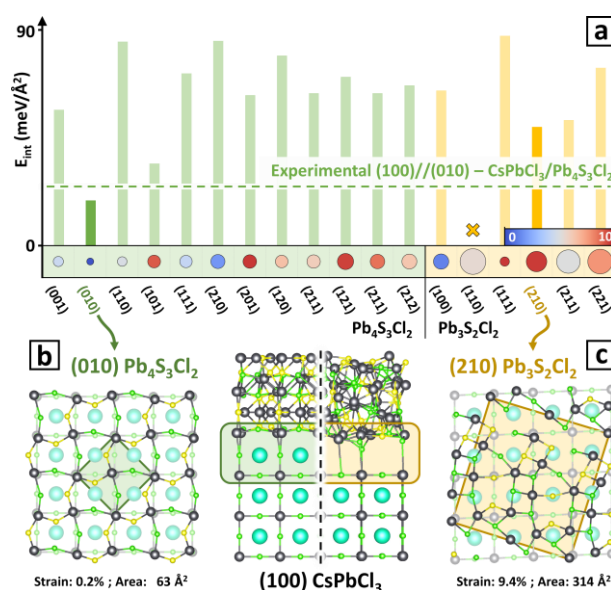 90
a
E_int (meV/Å²)
Experimental (100)//(010) – CsPbCl₃/Pb₄S₃Cl₂
0
0 10
(001) (010) (110) (101) (111) (210) (201) (120) (211) (121) (211) (212) (100) (110) (111) (210) (211) (221)
Pb₄S₃Cl₂ Pb₃S₂Cl₂
b
(010) Pb₄S₃Cl₂
(210) Pb₃S₂Cl₂
c
Strain: 0.2% ; Area: 63 Å²
(100) CsPbCl₃
Strain: 9.4% ; Area: 314 Å²